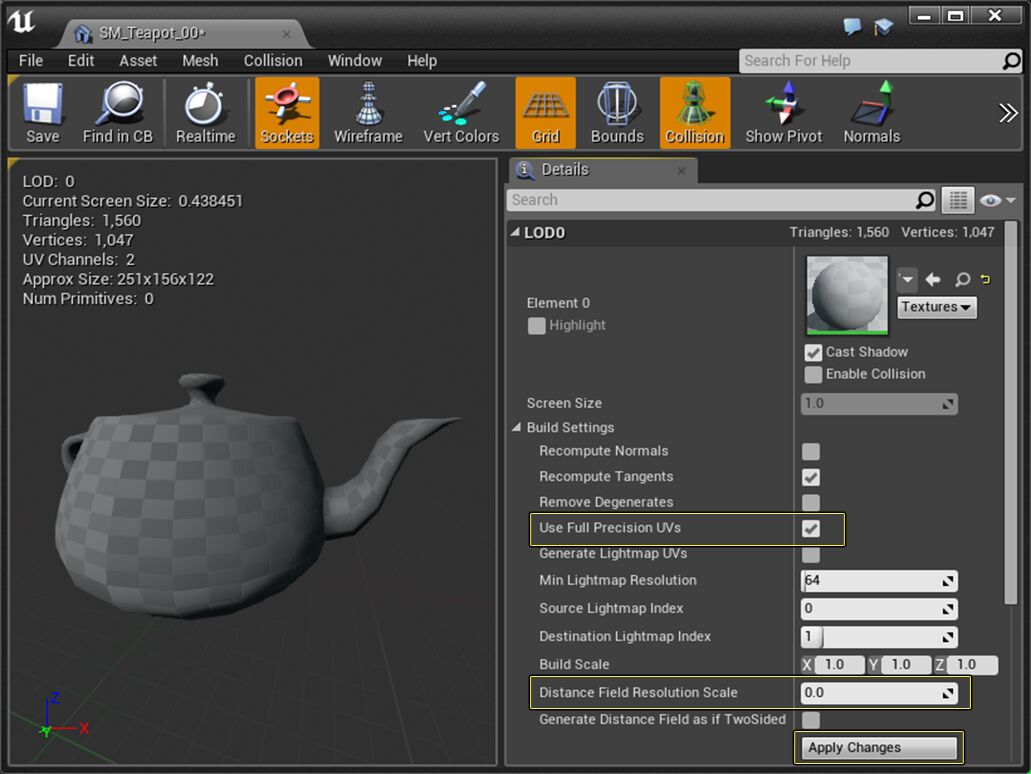 SM_Teapot_00*
File Edit Asset Mesh Collision Window Help
Search For Help
Save Find in CB Realtime Sockets Wireframe Vert Colors Grid Bounds Collision Show Pivot Normals
LOD: 0
Current Screen Size: 0.438451
Triangles: 1,560
Vertices: 1,047
UV Channels: 2
Approx Size: 251x156x122
Num Primitives: 0
Z
X
Y
Details
Search
LOD0 Triangles: 1,560 Vertices: 1,047
Element 0
Highlight
Textures
Cast Shadow
Enable Collision
Screen Size 1.0
Build Settings
Recompute Normals
Recompute Tangents
Remove Degenerates
Use Full Precision UVs
Generate Lightmap UVs
Min Lightmap Resolution 64
Source Lightmap Index 0
Destination Lightmap Index 1
Build Scale X 1.0 Y 1.0 Z 1.0
Distance Field Resolution Scale 0.0
Generate Distance Field as if TwoSided
Apply Changes